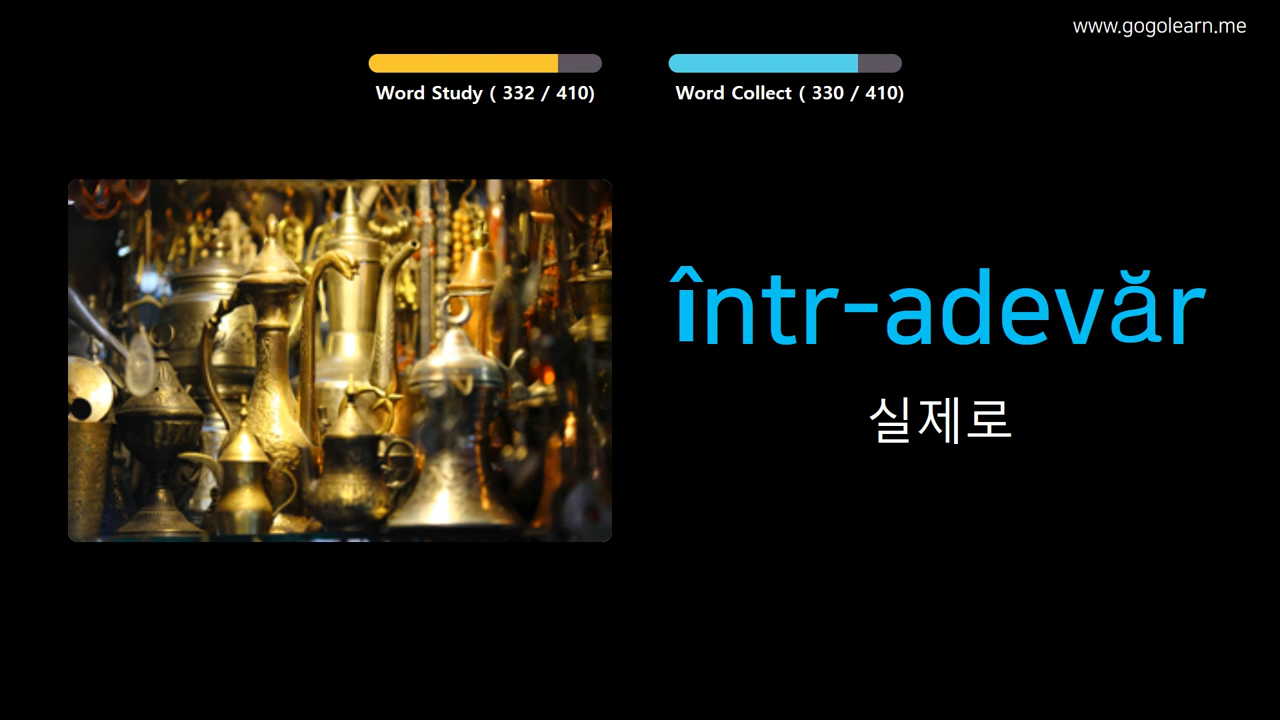 www.gogolearn.me
Word Study ( 332 / 410)
Word Collect ( 330 / 410)
într-adevăr
실제로